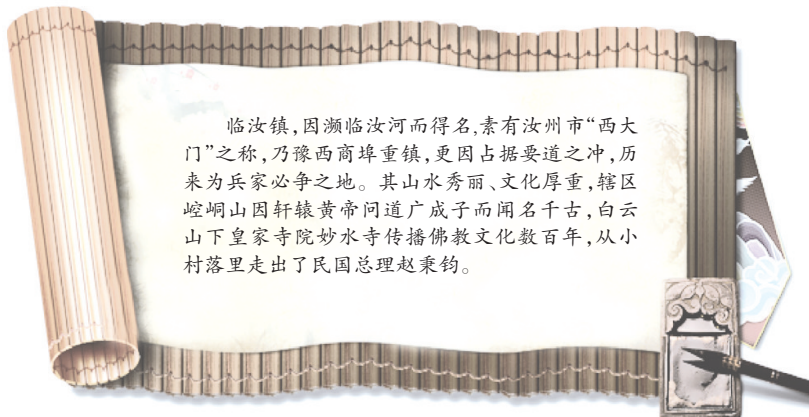 临汝镇,因濒临汝河而得名,素有汝州市“西大
门”之称,乃豫西商埠重镇,更因占据要道之冲,历
来为兵家必争之地。其山水秀丽、文化厚重,辖区
崆峒山因轩辕黄帝问道广成子而闻名千古,白云
山下皇家寺院妙水寺传播佛教文化数百年,从小
村落里走出了民国总理赵秉钧。